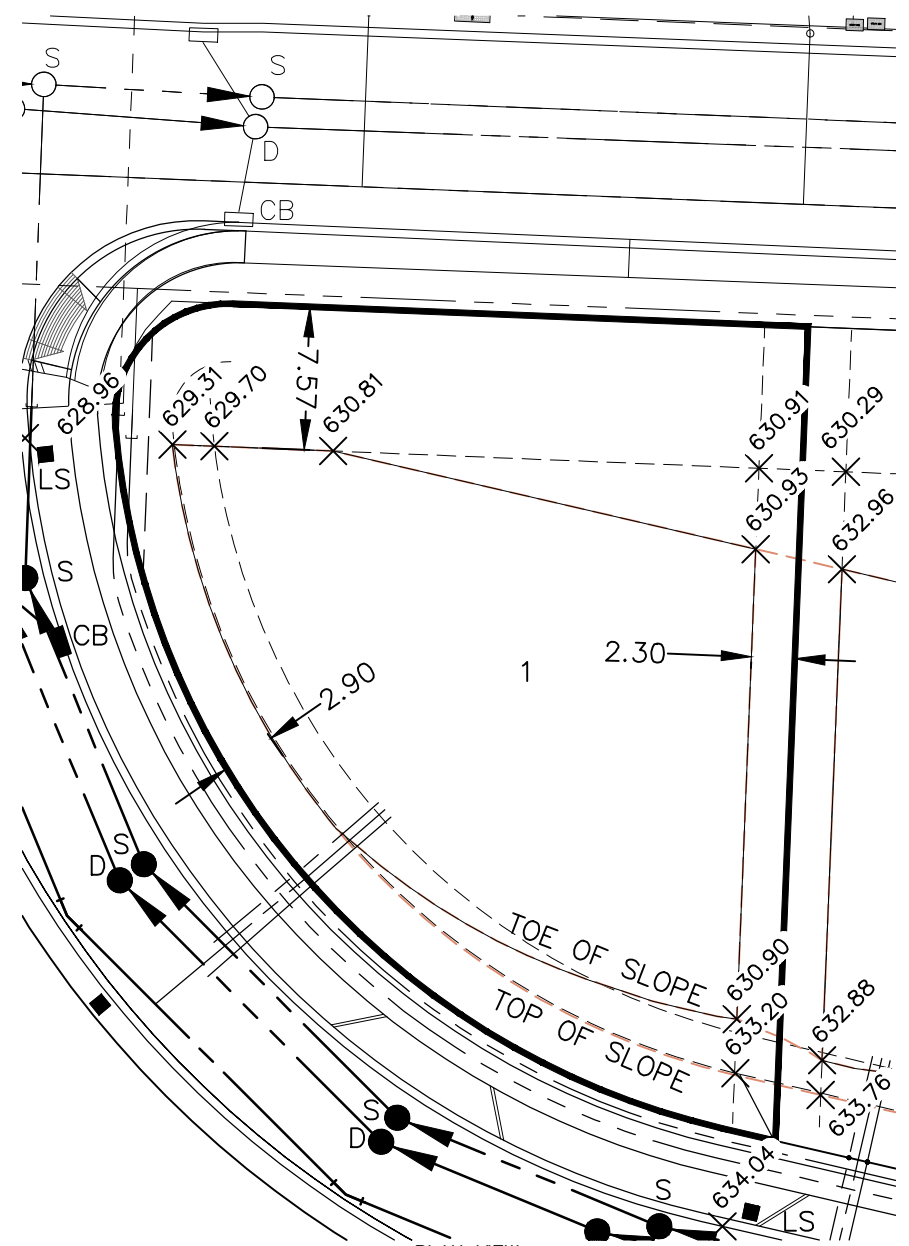 S
S
D
CB
7.57
628.96
629.31
629.70
630.81
630.91
630.29
630.93
632.96
LS
S
CB
2.30
1
2.90
S
D
TOE OF SLOPE
TOP OF SLOPE
630.90
633.20
632.88
633.76
S
D
634.04
S
LS